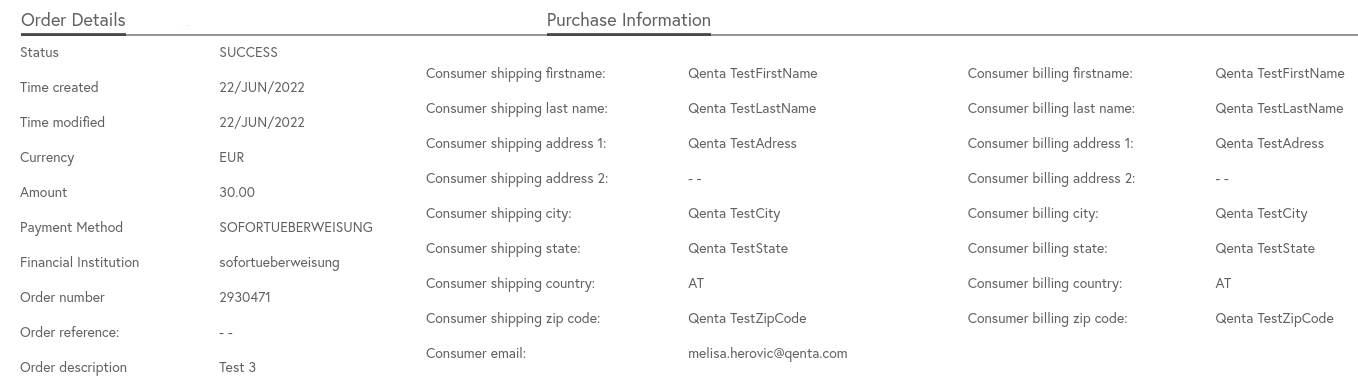 Order Details
Status SUCCESS
Time created 22/JUN/2022
Time modified 22/JUN/2022
Currency EUR
Amount 30.00
Payment Method SOFORTUEBERWEISUNG
Financial Institution sofortueberweisung
Order number 2930471
Order reference: - -
Order description Test 3
Purchase Information
Consumer shipping firstname: Qenta TestFirstName
Consumer shipping last name: Qenta TestLastName
Consumer shipping address 1: Qenta TestAdress
Consumer shipping address 2: - -
Consumer shipping city: Qenta TestCity
Consumer shipping state: Qenta TestState
Consumer shipping country: AT
Consumer shipping zip code: Qenta TestZipCode
Consumer email: melisa.herovic@qenta.com
Consumer billing firstname: Qenta TestFirstName
Consumer billing last name: Qenta TestLastName
Consumer billing address 1: Qenta TestAdress
Consumer billing address 2: - -
Consumer billing city: Qenta TestCity
Consumer billing state: Qenta TestState
Consumer billing country: AT
Consumer billing zip code: Qenta TestZipCode